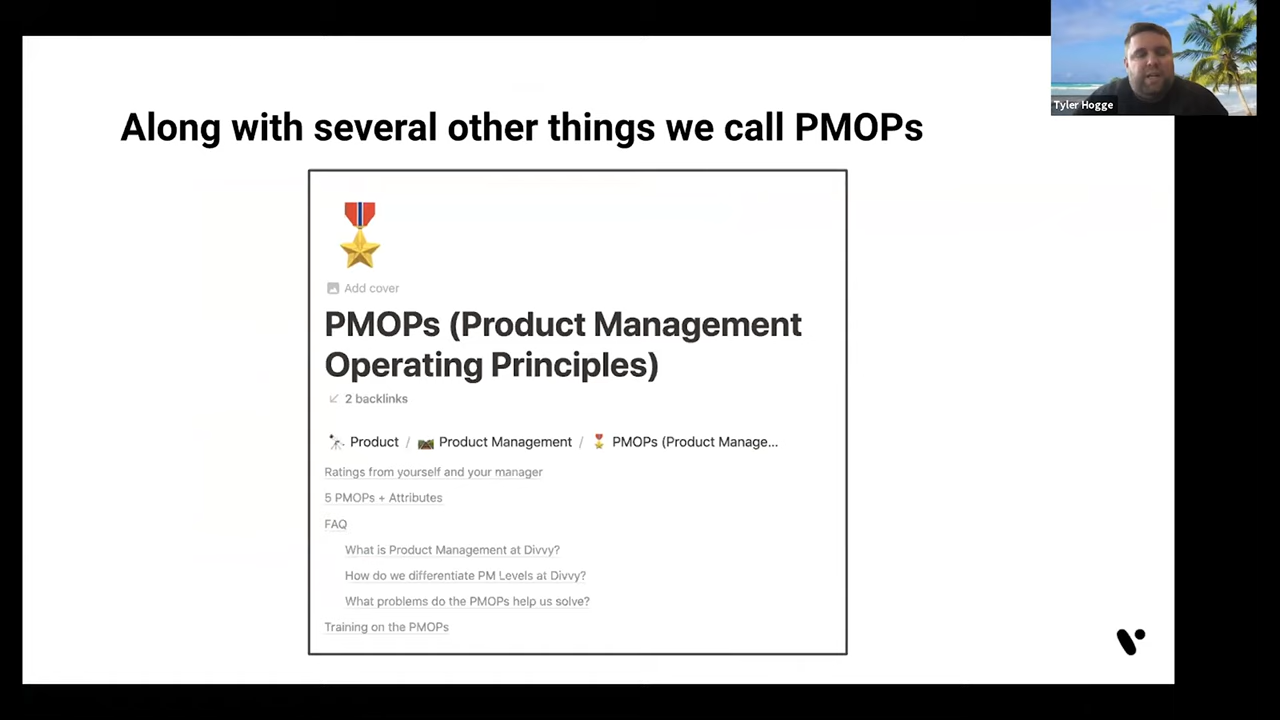 Tyler Hogge
Along with several other things we call PMOPs
Add cover
PMOPs (Product Management
Operating Principles)
2 backlinks
Product / Product Management / PMOPs (Product Manage...
Ratings from yourself and your manager
5 PMOPs + Attributes
FAQ
What is Product Management at Divvy?
How do we differentiate PM Levels at Divvy?
What problems do the PMOPs help us solve?
Training on the PMOPs